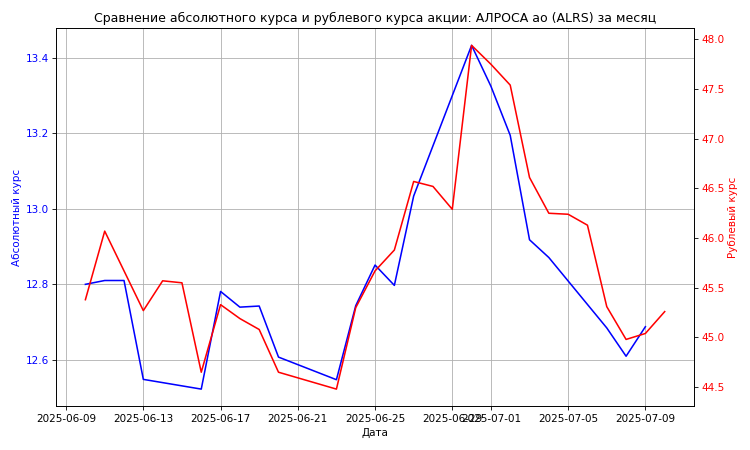 Сравнение абсолютного курса и рублевого курса акции: АЛРОСА ао (ALRS) за месяц
Абсолютный курс
13.4
13.2
13.0
12.8
12.6
48.0
47.5
47.0
46.5
46.0
45.5
45.0
44.5
Рублевый курс
2025-06-09 2025-06-13 2025-06-17 2025-06-21 2025-06-25 2025-06-29 2025-07-01 2025-07-05 2025-07-09
Дата